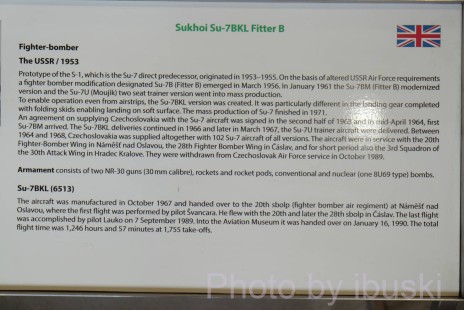 Sukhoi Su-7BKL Fitter B
Fighter-bomber
The USSR / 1953
Prototype of the S-1, which is the Su-7 direct predecessor, originated in 1953–1955. On the basis of altered USSR Air Force requirements
a fighter bomber modification designated Su-7B (Fitter B) emerged in March 1956. In January 1961 the Su-7BM (Fitter B) modernized
version and the Su-7U (Moujik) two seat trainer version went into mass production.
To enable operation even from airstrips, the Su-7BKL version was created. It was particularly different in the landing gear completed
with folding skids enabling landing on soft surface. The mass production of Su-7 finished in 1971.
An agreement on supplying Czechoslovakia with the Su-7 aircraft was signed in the second half of 1963 and in mid-April 1964, first
7BM arrived. The Su-7BKL deliveries continued in 1966 and later in March 1967, the Su-7U trainer aircraft were delivered. Between
1964 and 1968, Czechoslovakia was supplied altogether with 102 Su-7 aircraft of all versions. The aircraft were in service with the 20th
Fighter-Bomber Wing in Náměšť nad Oslavou, the 28th Fighter Bomber Wing in Čáslav, and for short period also the 3rd Squadron of
the 30th Attack Wing in Hradec Kralove. They were withdrawn from Czechoslovak Air Force service in October 1989.
Armament consists of two NR-30 guns (30 mm calibre), rockets and rocket pods, conventional and nuclear (one 8U69 type) bombs.
Su-7BKL (6513)
The aircraft was manufactured in October 1967 and handed over to the 20th sbolp (fighter bomber air regiment) at Náměšť nad
Oslavou, where the first flight was performed by pilot Švancara. He flew with the 20th and later the 28th sbolp in Čáslav. The last flight
was accomplished by pilot Lauko on 7 September 1989. Into the Aviation Museum it was handed over on January 16, 1990. The total
flight time was 1,246 hours and 57 minutes at 1,755 take-offs.
Photo by ibuski